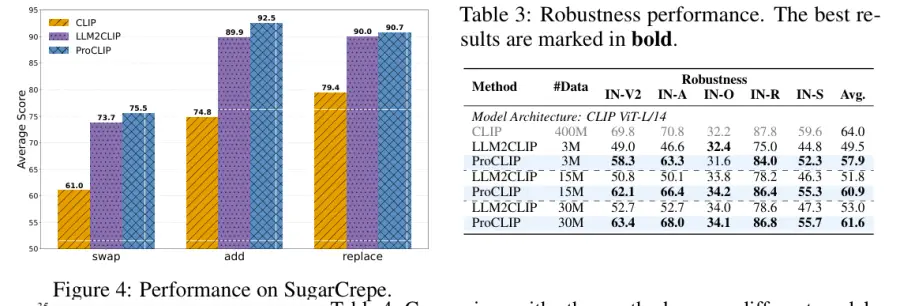 95
90
85
80
75
70
65
60
55
50
Average Score
CLIP
LLM2CLIP
ProCLIP
61.0
73.7
75.5
74.8
89.9
92.5
79.4
90.0
90.7
swap add replace
Figure 4: Performance on SugarCrepe.
Table 3: Robustness performance. The best re-
sults are marked in bold.
Method #Data Robustness
IN-V2 IN-A IN-O IN-R IN-S Avg.
Model Architecture: CLIP ViT-L/14
CLIP 400M 69.8 70.8 32.2 87.8 59.6 64.0
LLM2CLIP 3M 49.0 46.6 32.4 75.0 44.8 49.5
ProCLIP 3M 58.3 63.3 31.6 84.0 52.3 57.9
LLM2CLIP 15M 50.8 50.1 33.8 78.2 46.3 51.8
ProCLIP 15M 62.1 66.4 34.2 86.4 55.3 60.9
LLM2CLIP 30M 52.7 52.7 34.0 78.6 47.3 53.0
ProCLIP 30M 63.4 68.0 34.1 86.8 55.7 61.6